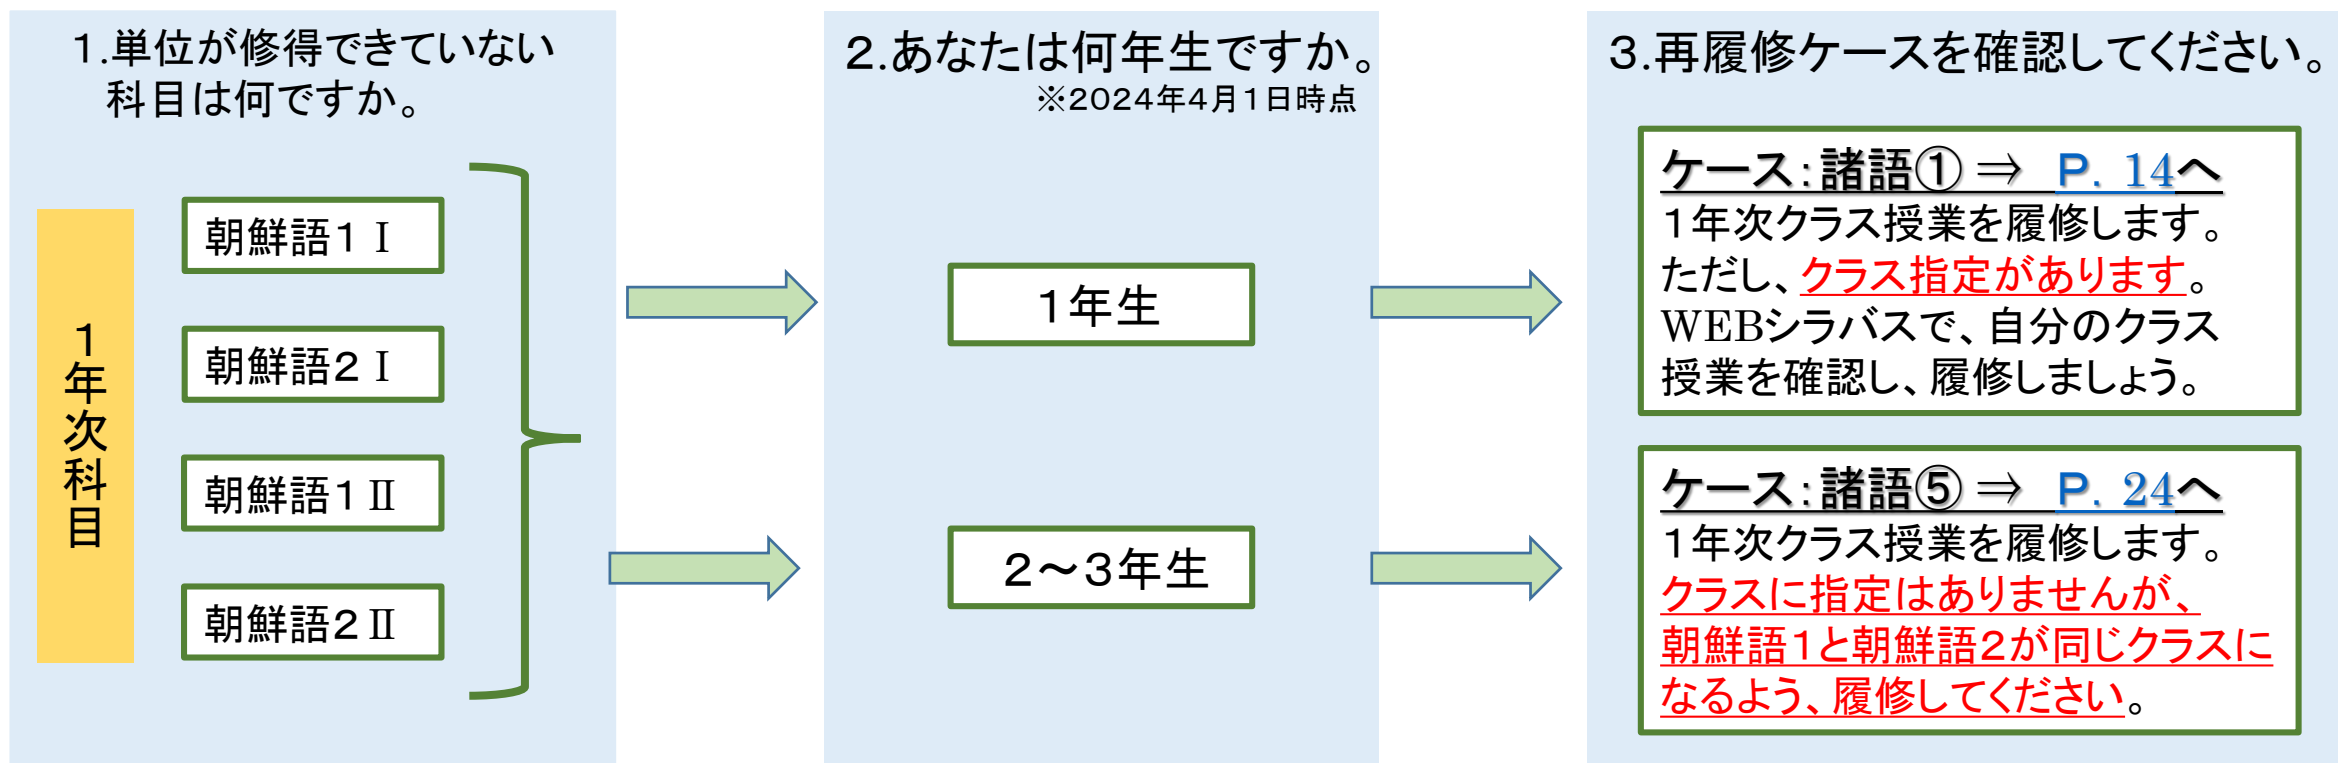 １.単位が修得できていない
科目は何ですか。
１年次科目
朝鮮語１Ⅰ
朝鮮語２Ⅰ
朝鮮語１Ⅱ
朝鮮語２Ⅱ
２.あなたは何年生ですか。
※２０２４年４月１日時点
１年生
２～３年生
３.再履修ケースを確認してください。
ケース：諸語① ⇒ Ｐ. 14へ
１年次クラス授業を履修します。
ただし、クラス指定があります。
WEBシラバスで、自分のクラス
授業を確認し、履修しましょう。
ケース：諸語⑤ ⇒ Ｐ. 24へ
１年次クラス授業を履修します。
クラスに指定はありませんが、
朝鮮語１と朝鮮語２が同じクラスに
なるよう、履修してください。